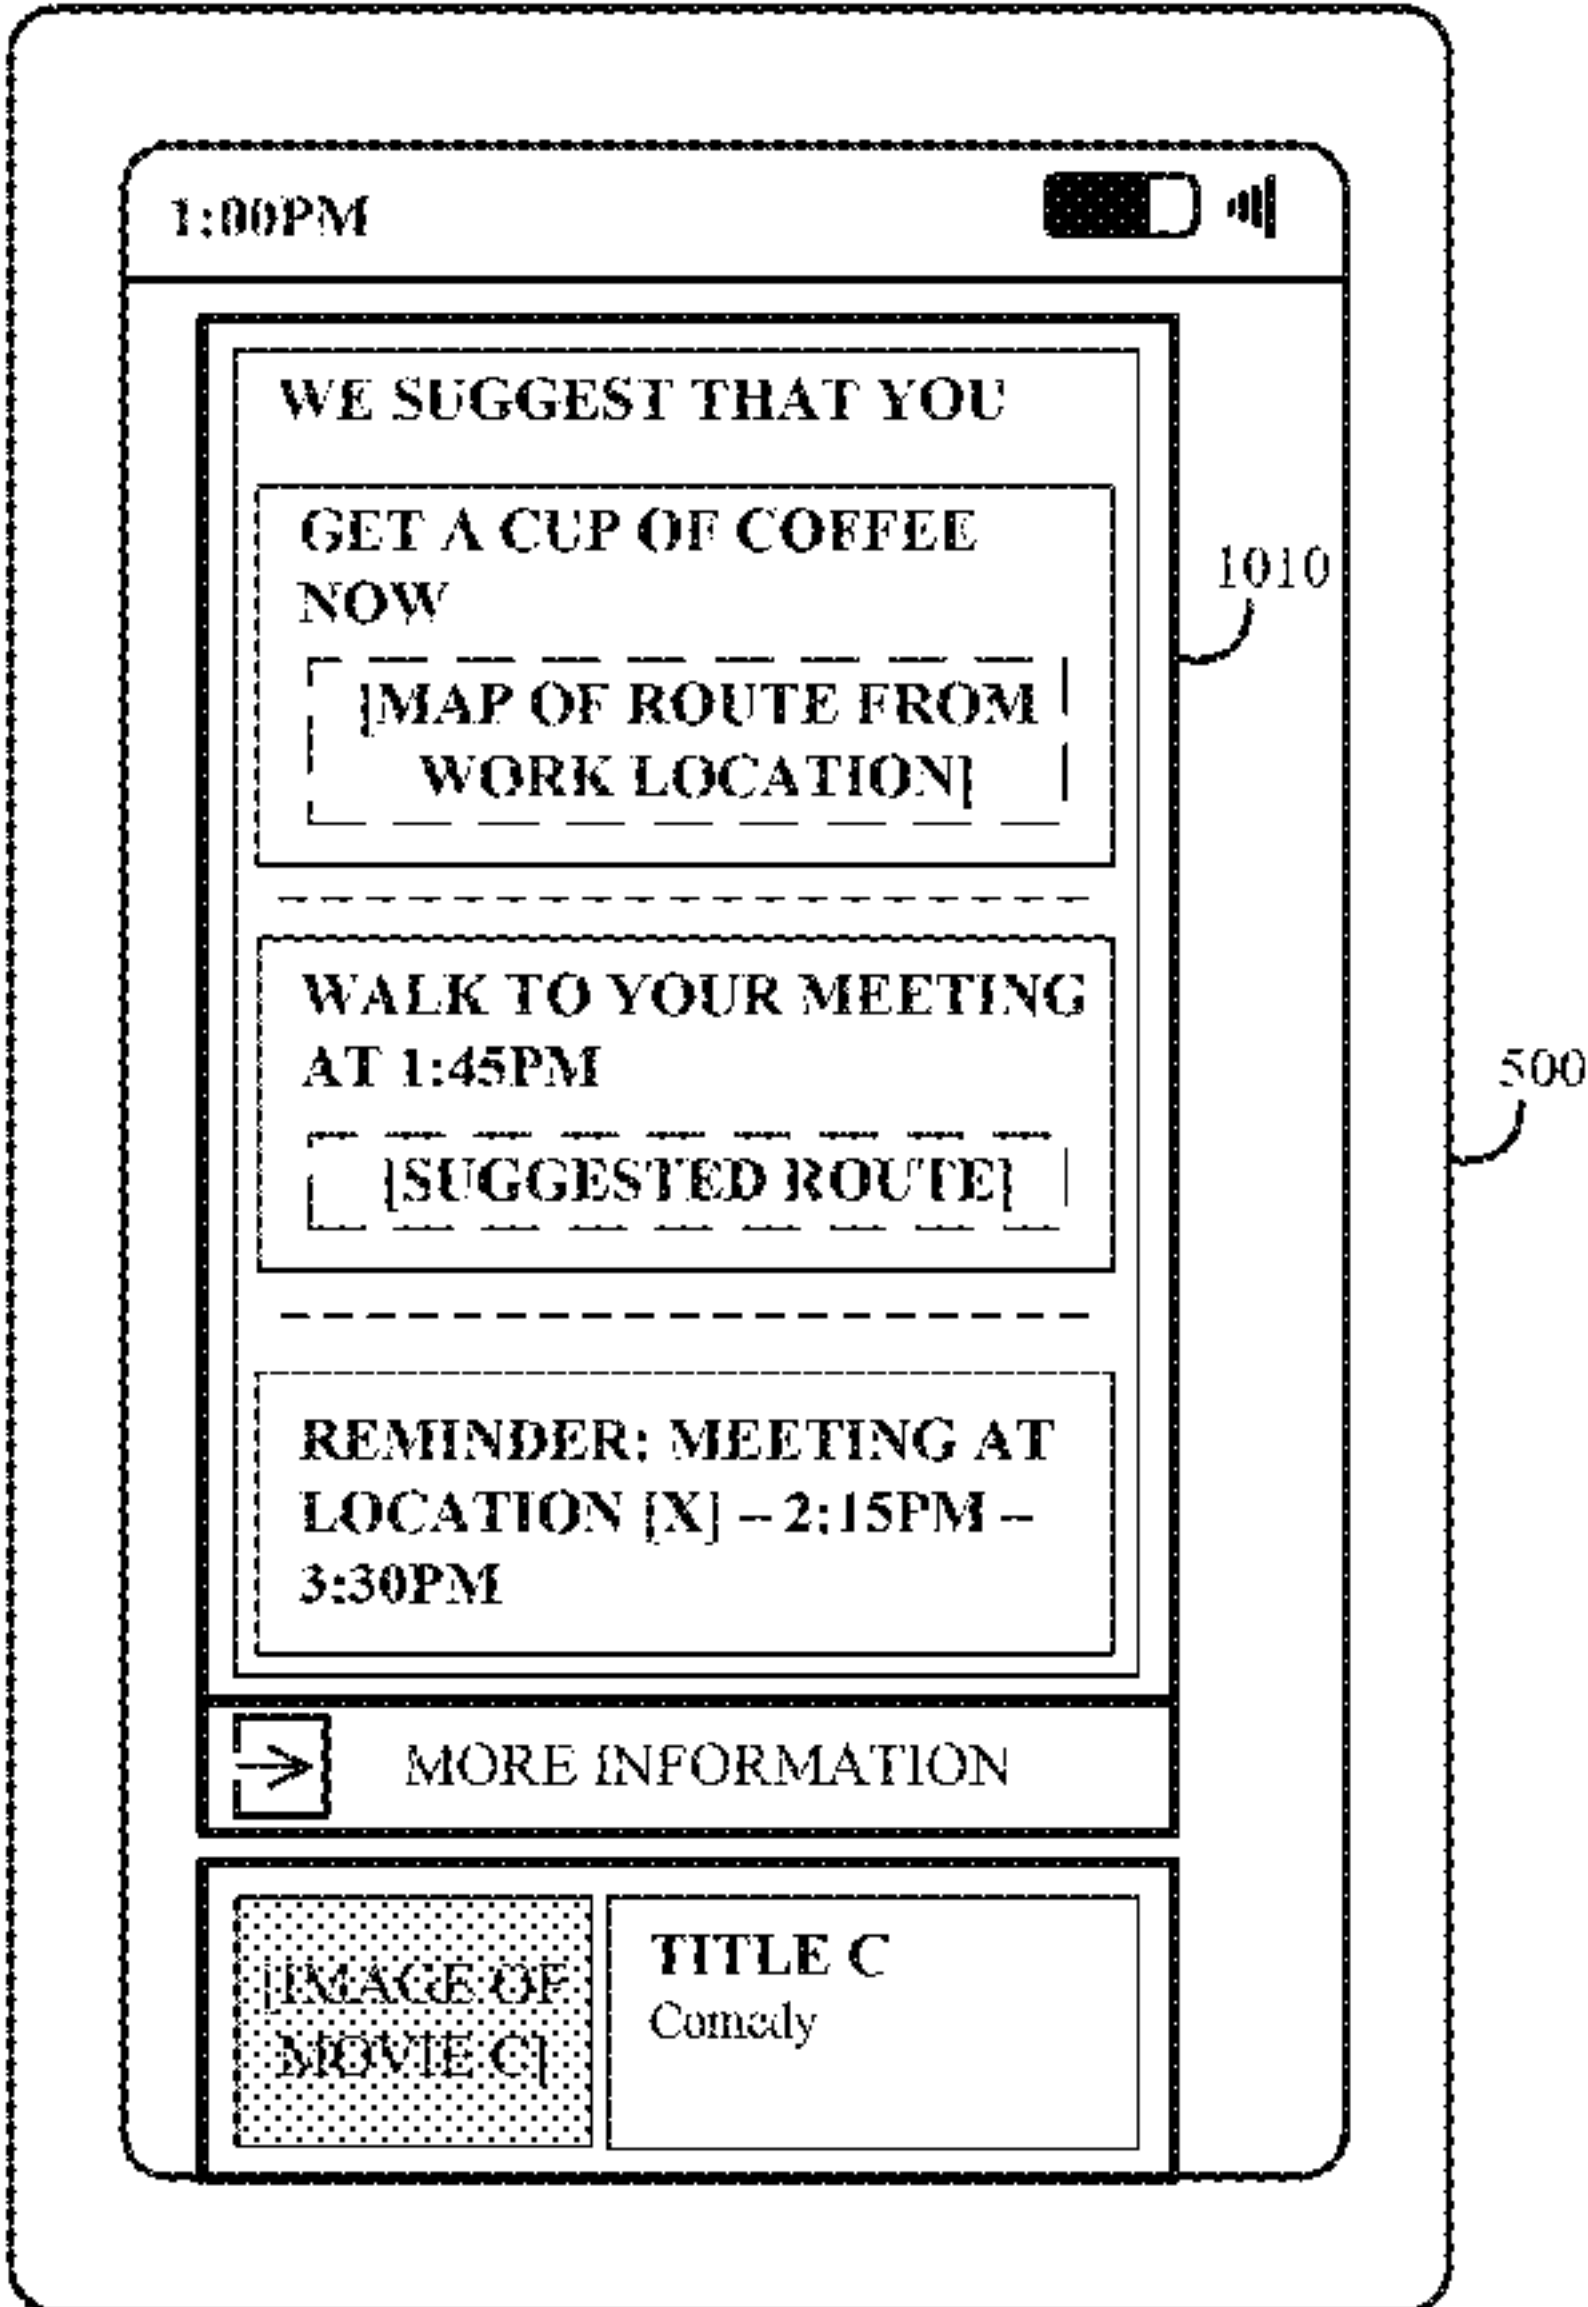 1:00PM
WE SUGGEST THAT YOU
GET A CUP OF COFFEE
NOW
[MAP OF ROUTE FROM
WORK LOCATION]
1010
WALK TO YOUR MEETING
AT 1:45PM
[SUGGESTED ROUTE]
500
REMINDER: MEETING AT
LOCATION [X] – 2:15PM –
3:30PM
MORE INFORMATION
[IMAGE OF
MOVIE C]
TITLE C
Comedy